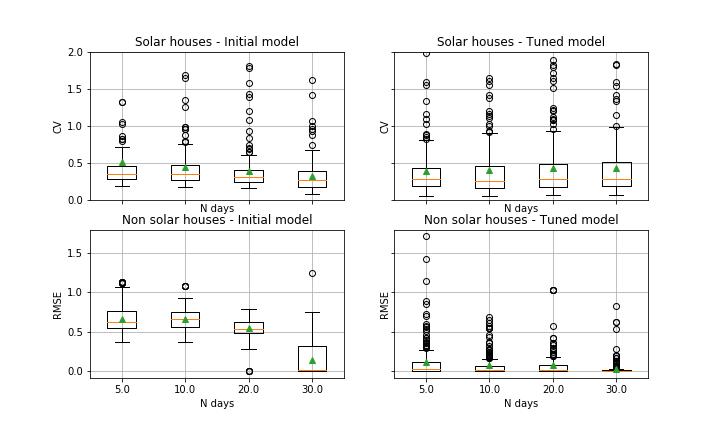 Solar houses - Initial model
Solar houses - Tuned model
2.0
1.5
1.0
0.5
0.0
CV
CV
N days
N days
Non solar houses - Initial model
Non solar houses - Tuned model
1.5
1.0
0.5
0.0
RMSE
RMSE
5.0 10.0 20.0 30.0
5.0 10.0 20.0 30.0
N days
N days